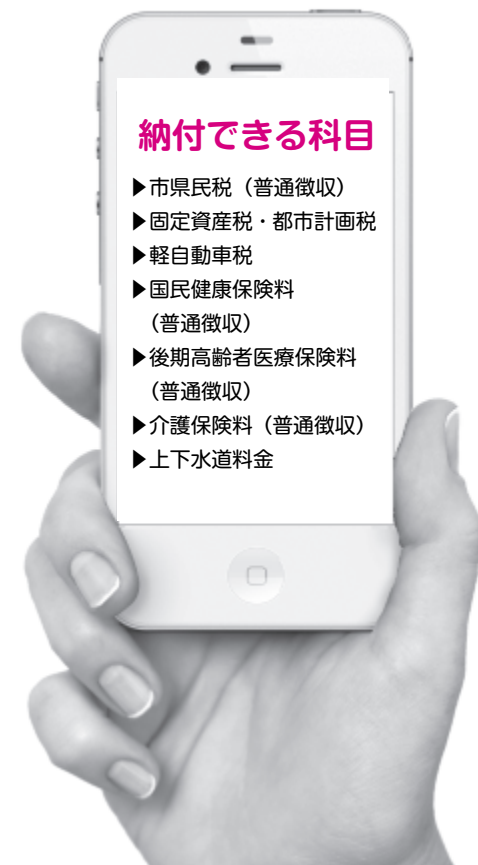 納付できる科目
▶市県民税（普通徴収）
▶固定資産税・都市計画税
▶軽自動車税
▶国民健康保険料
（普通徴収）
▶後期高齢者医療保険料
（普通徴収）
▶介護保険料（普通徴収）
▶上下水道料金